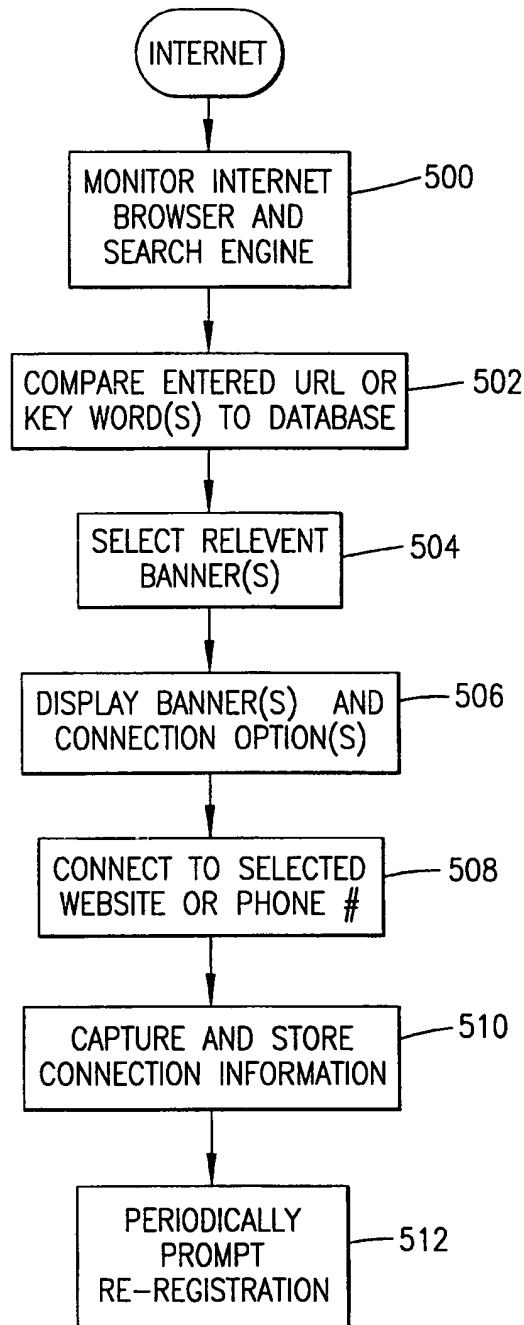 INTERNET
MONITOR INTERNET
BROWSER AND
SEARCH ENGINE
500
COMPARE ENTERED URL OR
KEY WORD(S) TO DATABASE
502
SELECT RELEVENT
BANNER(S)
504
DISPLAY BANNER(S) AND
CONNECTION OPTION(S)
506
CONNECT TO SELECTED
WEBSITE OR PHONE #
508
CAPTURE AND STORE
CONNECTION INFORMATION
510
PERIODICALLY
PROMPT
RE-REGISTRATION
512